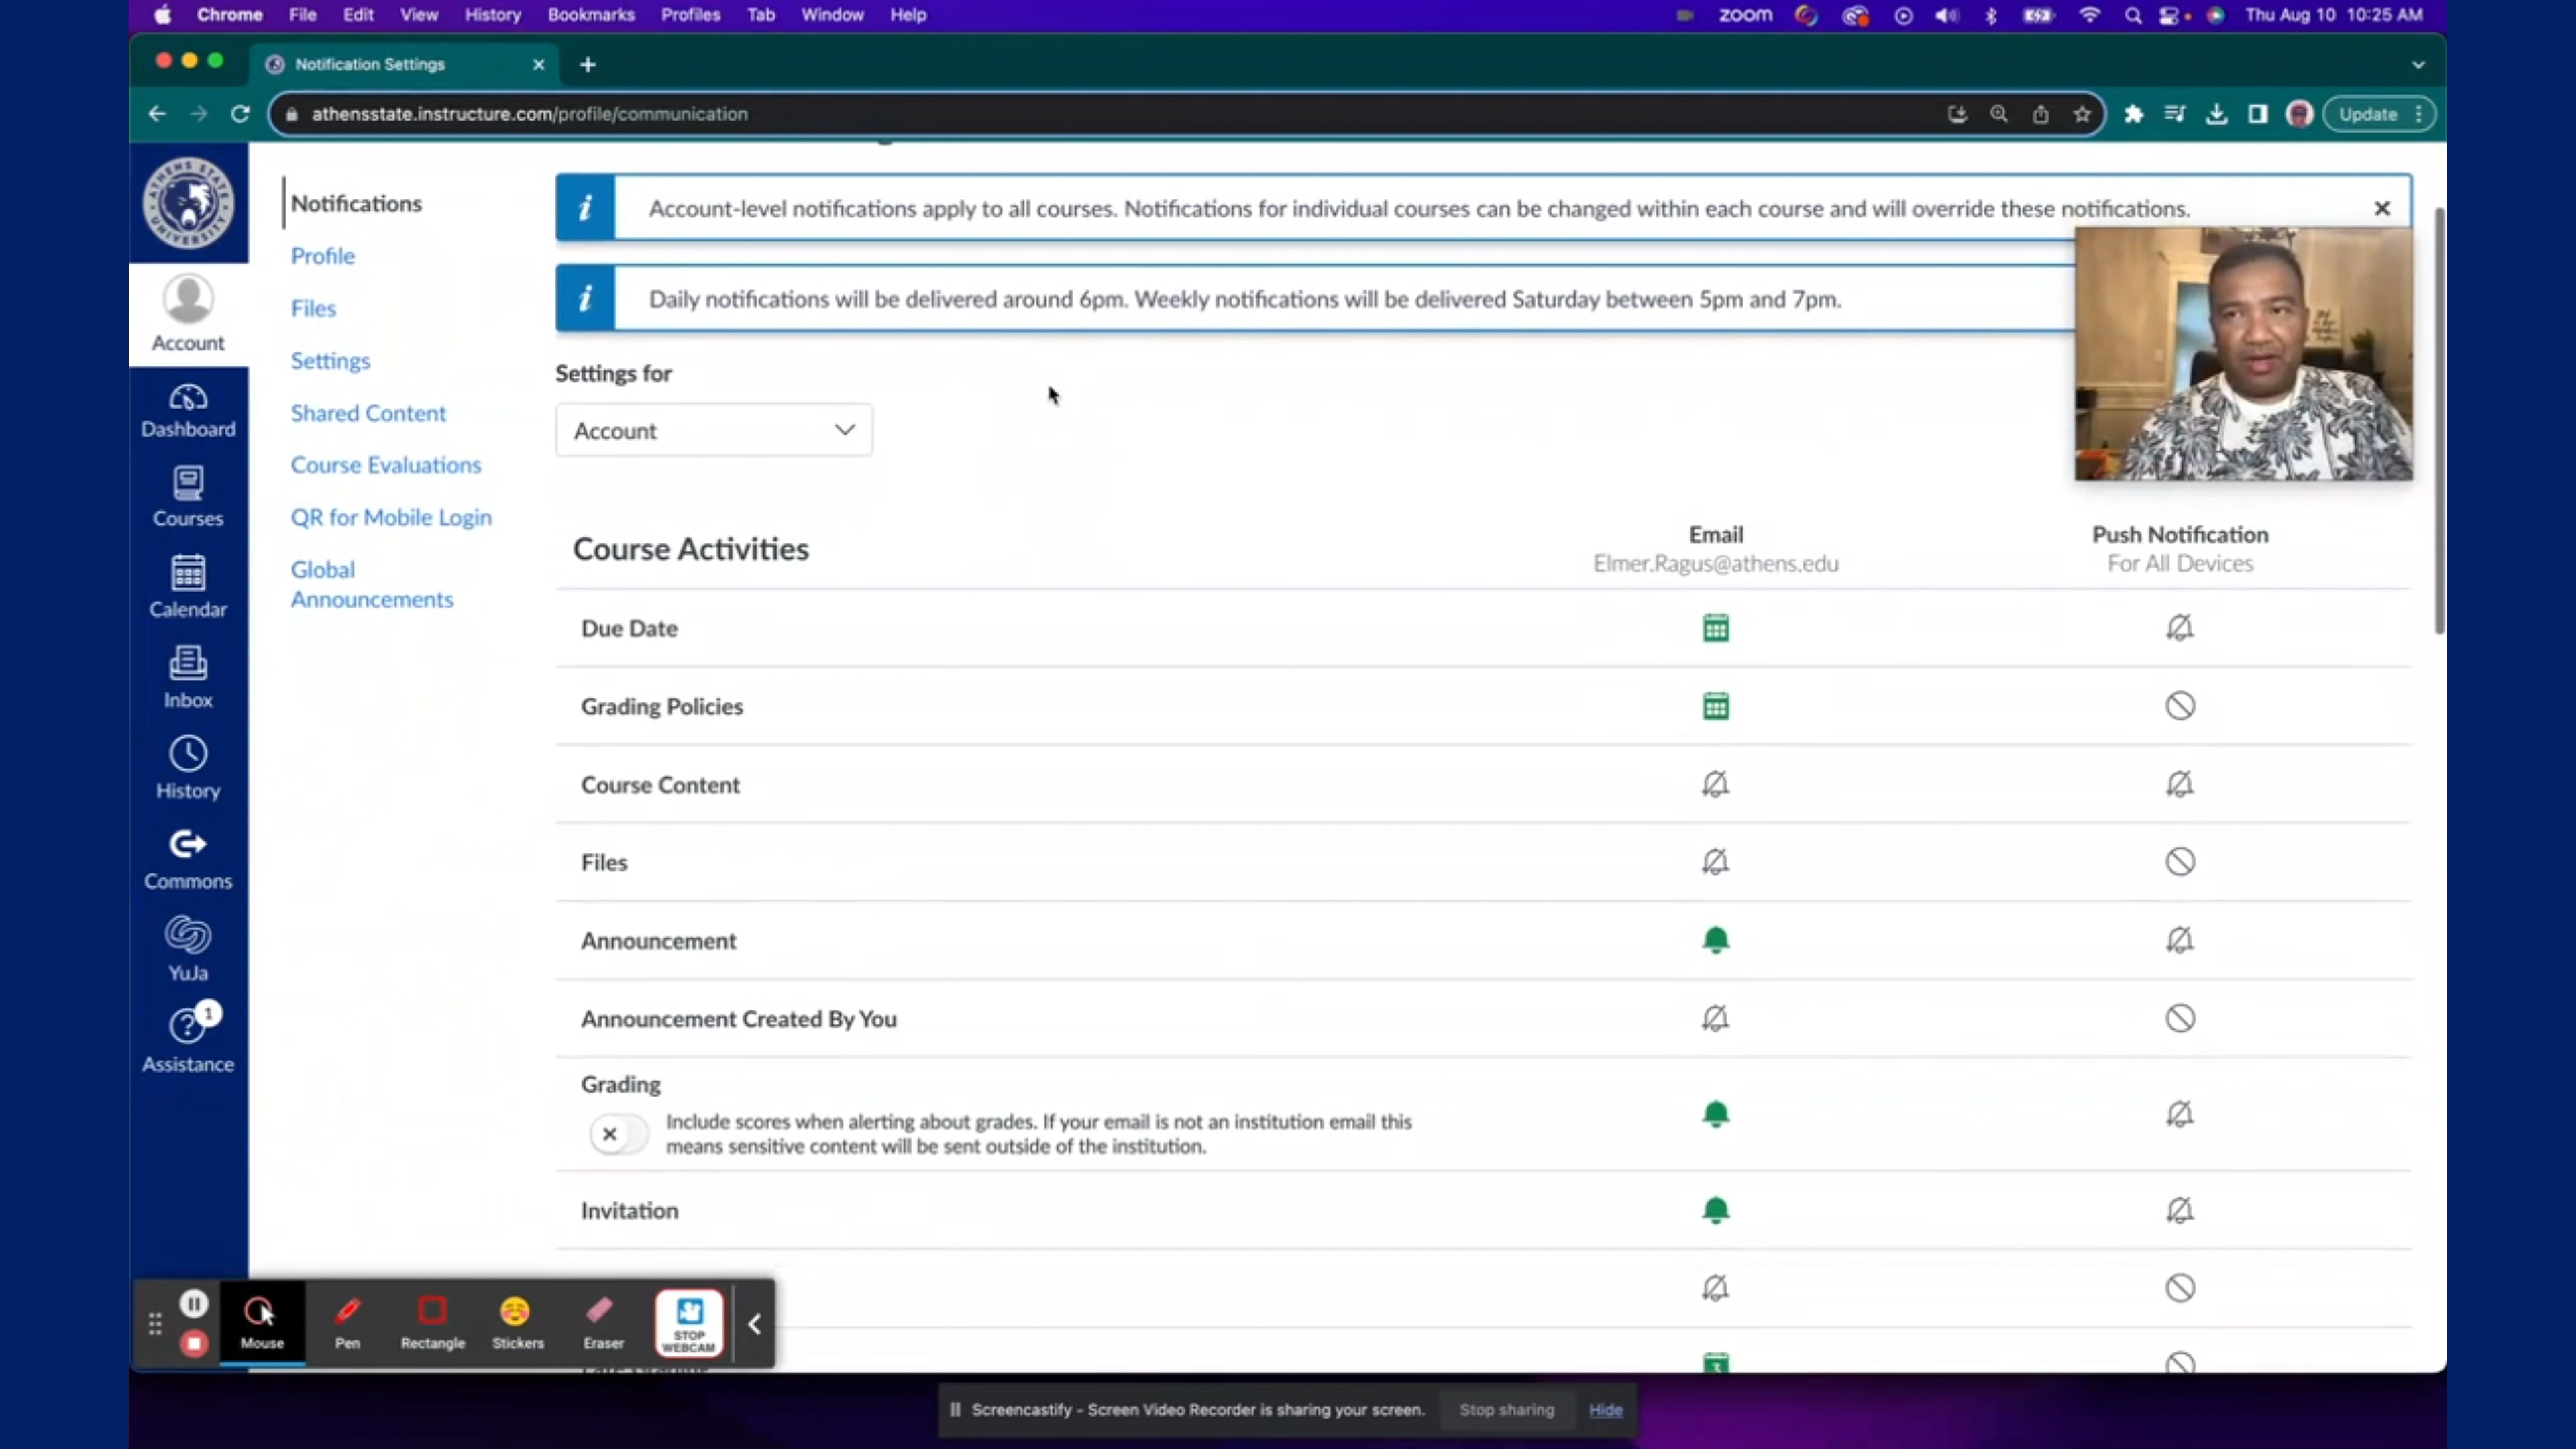 Chrome File Edit View History Bookmarks Profiles Tab Window Help
zoom Thu Aug 10 10:25 AM
Notification Settings
athensstate.instructure.com/profile/communication
Update
ATHENS STATE
UNIVERSITY
Account
Dashboard
Courses
Calendar
Inbox
History
Commons
YuJa
1
Assistance
Notifications
Profile
Files
Settings
Shared Content
Course Evaluations
QR for Mobile Login
Global
Announcements
i Account-level notifications apply to all courses. Notifications for individual courses can be changed within each course and will override these notifications.
i Daily notifications will be delivered around 6pm. Weekly notifications will be delivered Saturday between 5pm and 7pm.
Settings for
Account
Course Activities
Email
Elmer.Ragus@athens.edu
Push Notification
For All Devices
Due Date
Grading Policies
Course Content
Files
Announcement
Announcement Created By You
Grading
Include scores when alerting about grades. If your email is not an institution email this
means sensitive content will be sent outside of the institution.
Invitation
Mouse
Pen
Rectangle
Stickers
Eraser
STOP
WEBCAM
Screencastify - Screen Video Recorder is sharing your screen. Stop sharing Hide